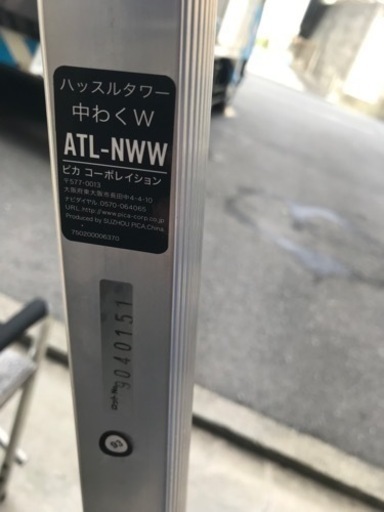 ハッスルタワー
中わくW
ATL-NWW
ピカ コーポレイション
〒577-0013
大阪府東大阪市長田中4-4-10
ナビダイヤル 0570-064065
URL http://www.pica-corp.co.jp
Produced by SUZHOU PICA.China
750200006370
9040151